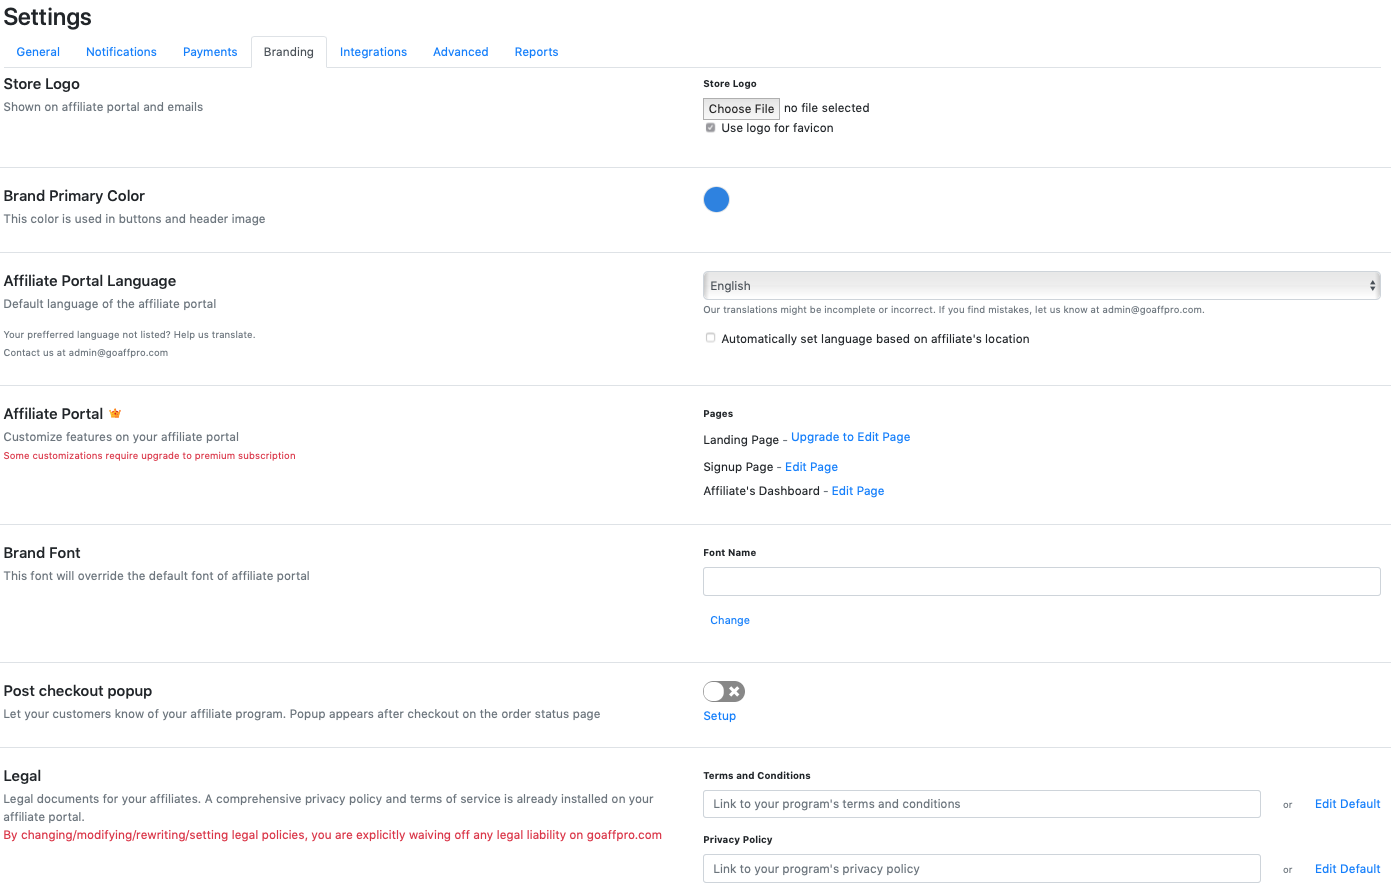 Settings
General Notifications Payments Branding Integrations Advanced Reports
Store Logo
Shown on affiliate portal and emails
Store Logo
Choose File no file selected
Use logo for favicon
Brand Primary Color
This color is used in buttons and header image
Affiliate Portal Language
Default language of the affiliate portal
Your prefferred language not listed? Help us translate.
Contact us at admin@goaffpro.com
English
Our translations might be incomplete or incorrect. If you find mistakes, let us know at admin@goaffpro.com.
Automatically set language based on affiliate's location
Affiliate Portal
Customize features on your affiliate portal
Some customizations require upgrade to premium subscription
Pages
Landing Page - Upgrade to Edit Page
Signup Page - Edit Page
Affiliate's Dashboard - Edit Page
Brand Font
This font will override the default font of affiliate portal
Font Name
Change
Post checkout popup
Let your customers know of your affiliate program. Popup appears after checkout on the order status page
Setup
Legal
Legal documents for your affiliates. A comprehensive privacy policy and terms of service is already installed on your
affiliate portal.
By changing/modifying/rewriting/setting legal policies, you are explicitly waiving off any legal liability on goaffpro.com
Terms and Conditions
Link to your program's terms and conditions or Edit Default
Privacy Policy
Link to your program's privacy policy or Edit Default